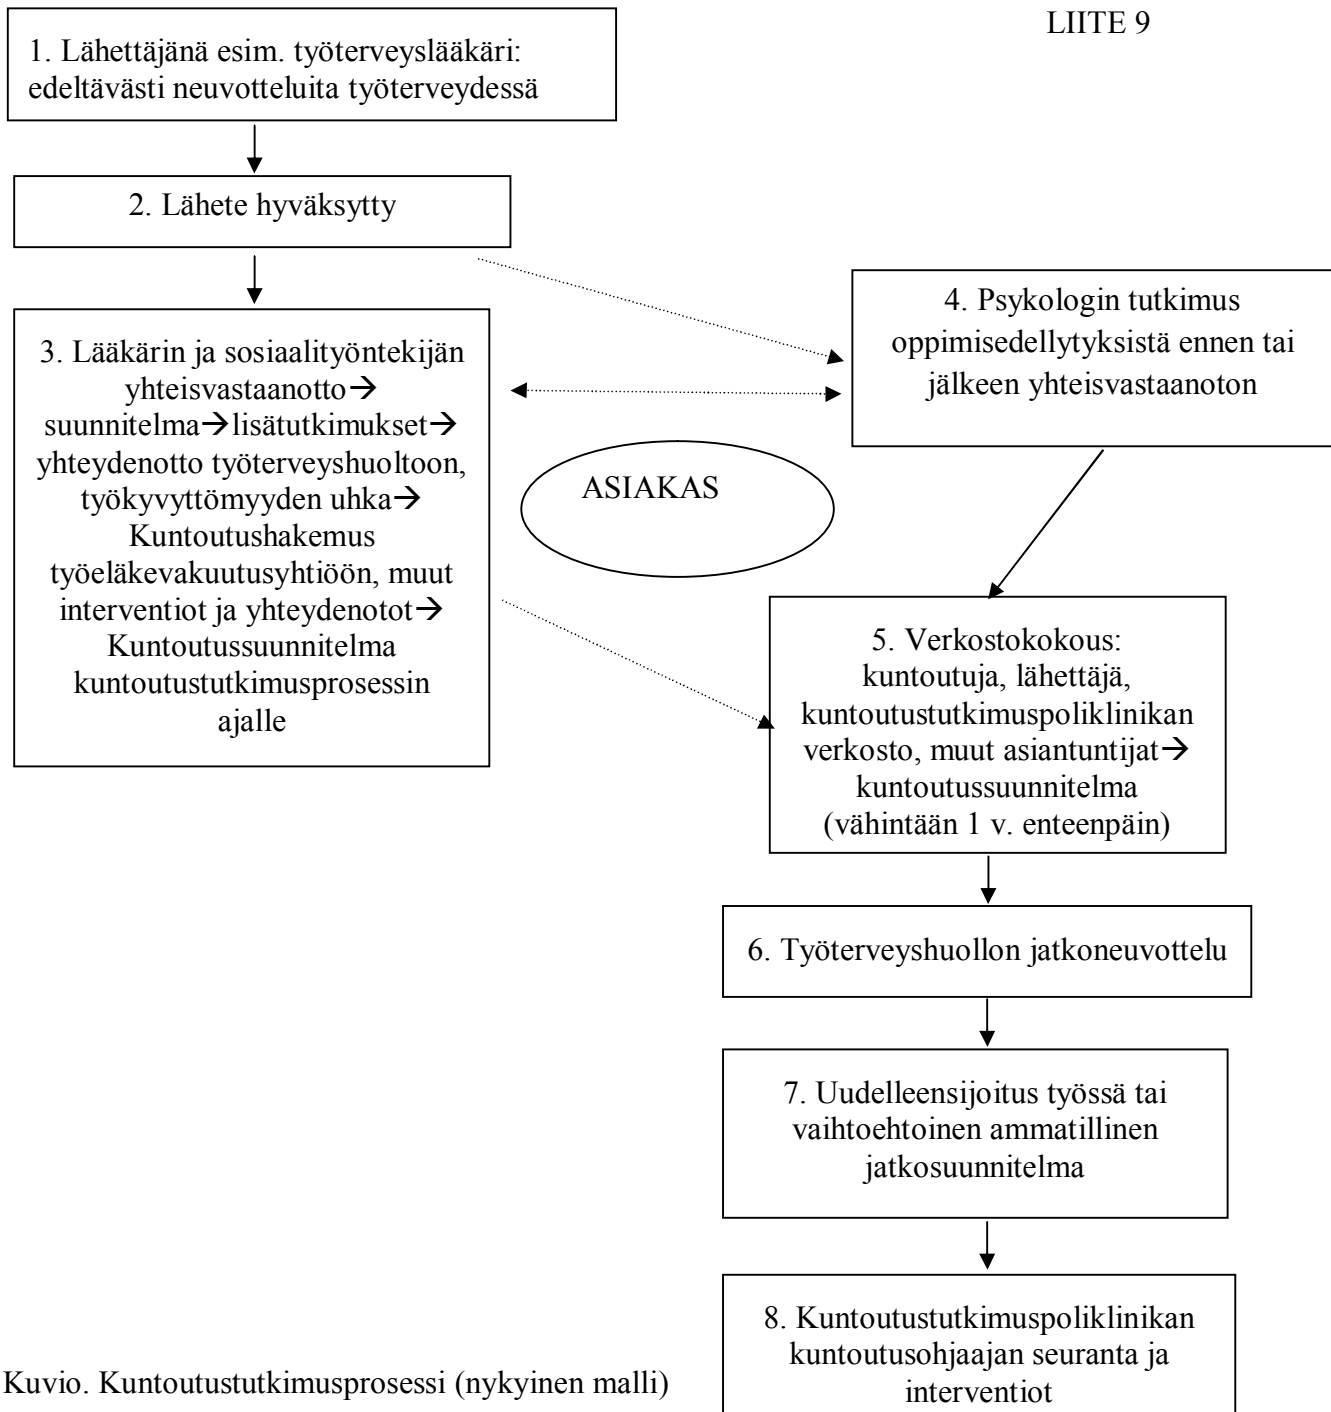 LIITE 9
1. Lähettäjänä esim. työterveyslääkäri:
edeltävästi neuvotteluita työterveydessä
2. Lähete hyväksytty
3. Lääkärin ja sosiaalityöntekijän
yhteisvastaanotto→
suunnitelma→lisätutkimukset→
yhteydenotto työterveyshuoltoon,
työkyvyttömyyden uhka→
Kuntoutushakemus
työeläkevakuutusyhtiöön, muut
interventiot ja yhteydenotot→
Kuntoutussuunnitelma
kuntoutustutkimusprosessin
ajalle
4. Psykologin tutkimus
oppimisedellytyksistä ennen tai
jälkeen yhteisvastaanoton
ASIAKAS
5. Verkostokokous:
kuntoutuja, lähettäjä,
kuntoutustutkimuspoliklinikan
verkosto, muut asiantuntijat→
kuntoutussuunnitelma
(vähintään 1 v. enteenpäin)
6. Työterveyshuollon jatkoneuvottelu
7. Uudelleensijoitus työssä tai
vaihtoehtoinen ammatillinen
jatkosuunnitelma
8. Kuntoutustutkimuspoliklinikan
kuntoutusohjaajan seuranta ja
interventiot
Kuvio. Kuntoutustutkimusprosessi (nykyinen malli)